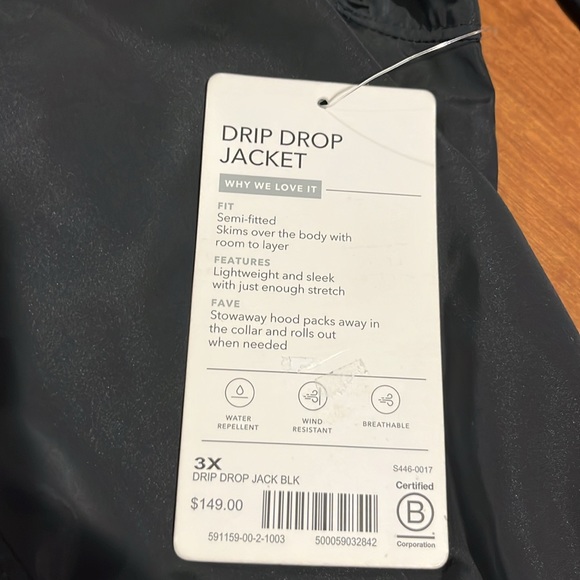 DRIP DROP
JACKET
WHY WE LOVE IT
FIT
Semi-fitted
Skims over the body with
room to layer
FEATURES
Lightweight and sleek
with just enough stretch
FAVE
Stowaway hood packs away in
the collar and rolls out
when needed
WATER
REPELLENT
WIND
RESISTANT
BREATHABLE
3X
S446-0017
DRIP DROP JACK BLK
$149.00
Certified
B
Corporation
591159-00-2-1003 500059032842